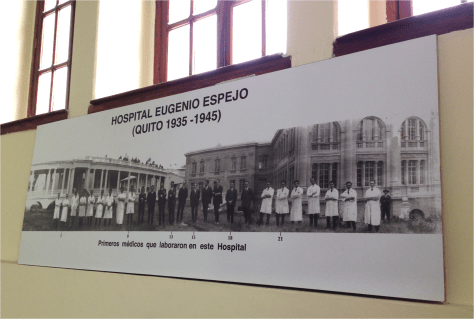 HOSPITAL EUGENIO ESPEJO
(QUITO 1935 -1945)
Primeros médicos que laboraron en este Hospital